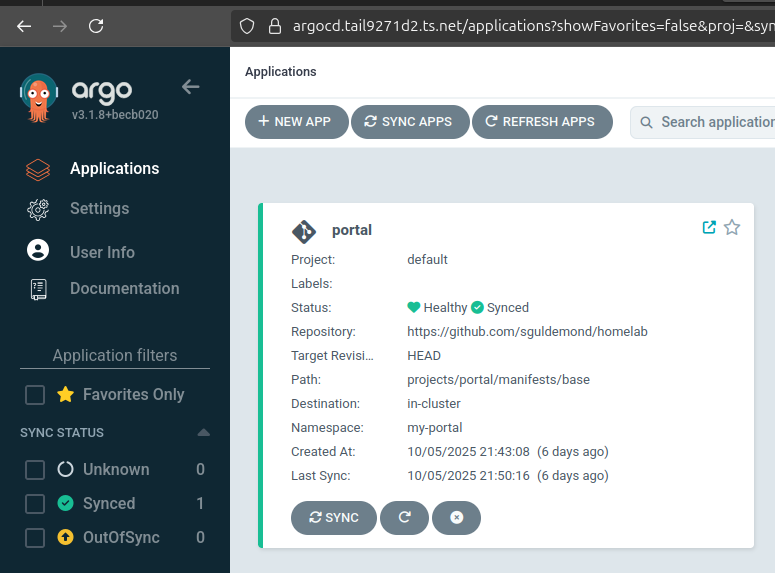 argocd.tail9271d2.ts.net/applications?showFavorites=false&proj=&syn
argo
v3.1.8+becb020
Applications
Settings
User Info
Documentation
Application filters
Favorites Only
SYNC STATUS
Unknown 0
Synced 1
OutOfSync 0
Applications
+ NEW APP SYNC APPS REFRESH APPS Search application
portal
Project: default
Labels:
Status: Healthy Synced
Repository: https://github.com/sguldemond/homelab
Target Revisi... HEAD
Path: projects/portal/manifests/base
Destination: in-cluster
Namespace: my-portal
Created At: 10/05/2025 21:43:08 (6 days ago)
Last Sync: 10/05/2025 21:50:16 (6 days ago)
SYNC